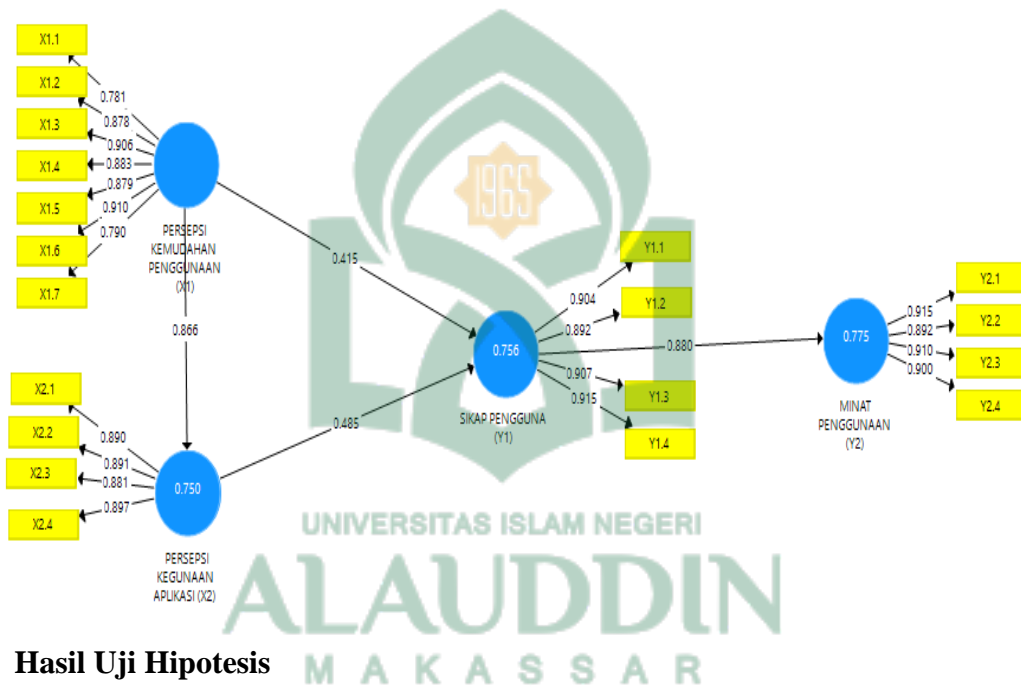 X1.1
X1.2
X1.3
X1.4
X1.5
X1.6
X1.7
0.781
0.878
0.906
0.883
0.879
0.910
0.790
PERSEPSI
KEMUDAHAN
PENGGUNAAN
(X1)
0.415
0.866
X2.1
X2.2
X2.3
X2.4
0.890
0.891
0.881
0.897
0.750
PERSEPSI
KEGUNAAN
APLIKASI (X2)
0.485
1965
0.756
SIKAP PENGGUNA
(Y1)
0.904
0.892
0.907
0.915
Y1.1
Y1.2
Y1.3
Y1.4
0.880
0.775
MINAT
PENGGUNAAN
(Y2)
0.915
0.892
0.910
0.900
Y2.1
Y2.2
Y2.3
Y2.4
UNIVERSITAS ISLAM NEGERI
ALAUDDIN
MAKASSAR
Hasil Uji Hipotesis